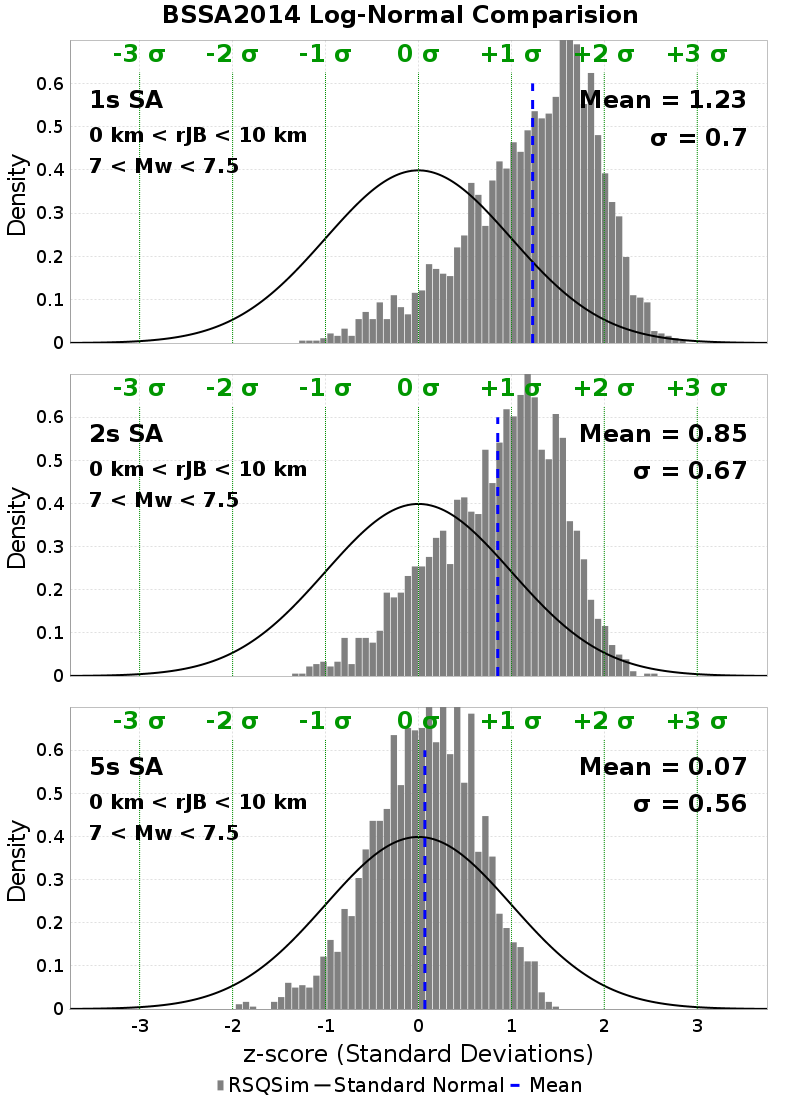 BSSA2014 Log-Normal Comparision
-3 σ -2 σ -1 σ 0 σ +1 σ +2 σ +3 σ
0.6
1s SA Mean = 1.23
0.5
0 km < rJB < 10 km σ = 0.7
0.4
7 < Mw < 7.5
0.3
0.2
0.1
0
Density
-3 σ -2 σ -1 σ 0 σ +1 σ +2 σ +3 σ
0.6
2s SA Mean = 0.85
0.5
0 km < rJB < 10 km σ = 0.67
0.4
7 < Mw < 7.5
0.3
0.2
0.1
0
Density
-3 σ -2 σ -1 σ 0 σ +1 σ +2 σ +3 σ
0.6
5s SA Mean = 0.07
0.5
0 km < rJB < 10 km σ = 0.56
0.4
7 < Mw < 7.5
0.3
0.2
0.1
0
Density
-3 -2 -1 0 1 2 3
z-score (Standard Deviations)
RSQSim Standard Normal Mean